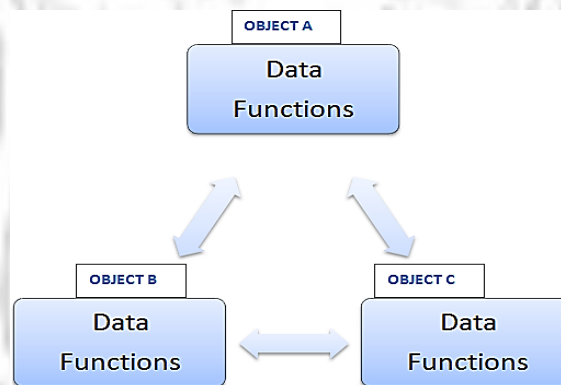 OBJECT A
Data
Functions
OBJECT B
Data
Functions
OBJECT C
Data
Functions